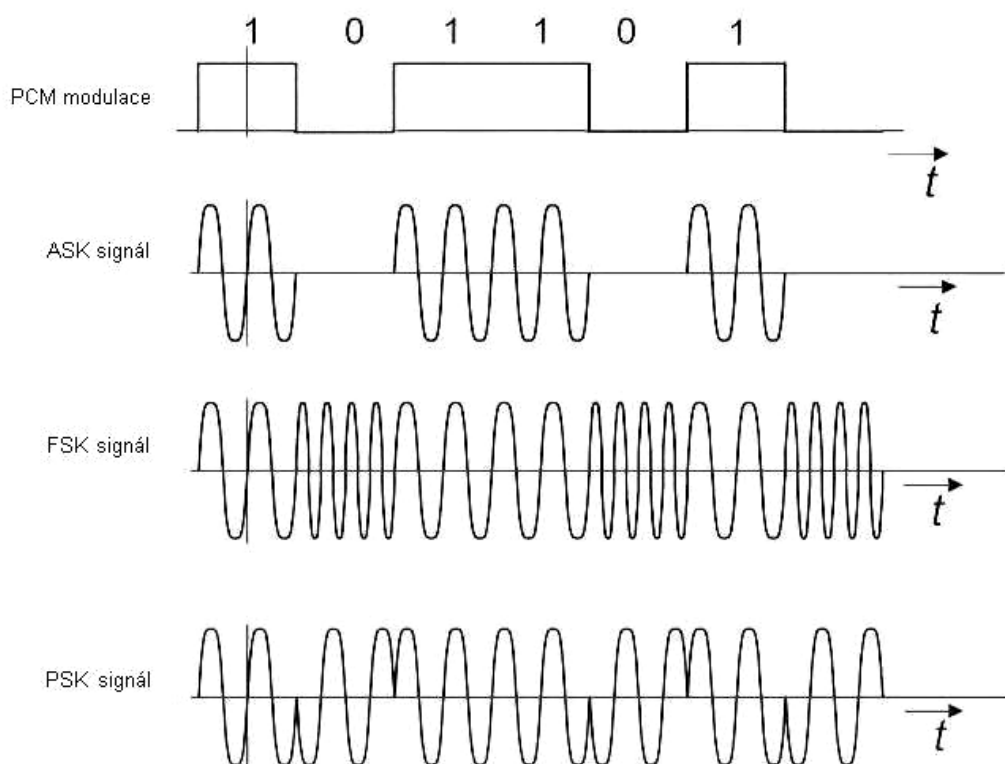 1 0 1 1 0 1
PCM modulace
t
ASK signál
t
FSK signál
t
PSK signál
t